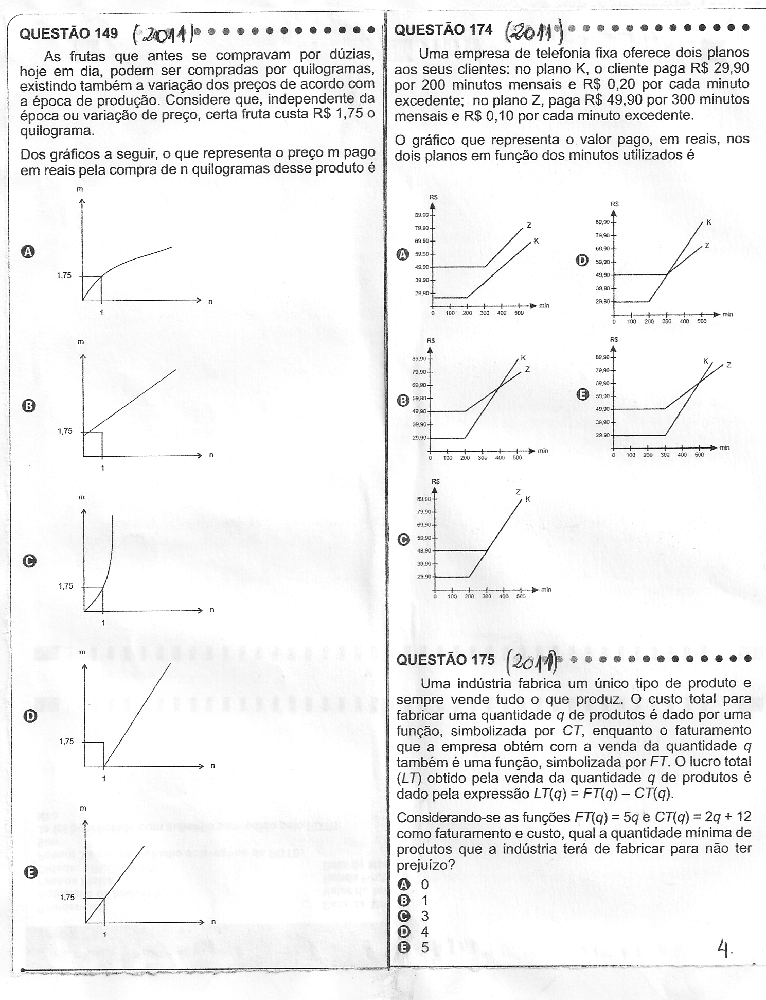 QUESTÃO 149 (2011)
As frutas que antes se compravam por dúzias,
hoje em dia, podem ser compradas por quilogramas,
existindo também a variação dos preços de acordo com
a época de produção. Considere que, independente da
época ou variação de preço, certa fruta custa R$ 1,75 o
quilograma.
Dos gráficos a seguir, o que representa o preço m pago
em reais pela compra de n quilogramas desse produto é
m
A
1,75
n
1
m
B
1,75
n
1
m
C
1,75
n
1
m
D
1,75
n
1
m
E
1,75
n
1
QUESTÃO 174 (2011)
Uma empresa de telefonia fixa oferece dois planos
aos seus clientes: no plano K, o cliente paga R$ 29,90
por 200 minutos mensais e R$ 0,20 por cada minuto
excedente; no plano Z, paga R$ 49,90 por 300 minutos
mensais e R$ 0,10 por cada minuto excedente.
O gráfico que representa o valor pago, em reais, nos
dois planos em função dos minutos utilizados é
A
R$
89,90
79,90
69,90
59,90
49,90
39,90
29,90
Z
K
0 100 200 300 400 500 min
D
R$
89,90
79,90
69,90
59,90
49,90
39,90
29,90
K
Z
0 100 200 300 400 500 min
B
R$
89,90
79,90
69,90
59,90
49,90
39,90
29,90
K
Z
0 100 200 300 400 500 min
E
R$
89,90
79,90
69,90
59,90
49,90
39,90
29,90
K
Z
0 100 200 300 400 500 min
C
R$
89,90
79,90
69,90
59,90
49,90
39,90
29,90
Z
K
0 100 200 300 400 500 min
QUESTÃO 175 (2011)
Uma indústria fabrica um único tipo de produto e
sempre vende tudo o que produz. O custo total para
fabricar uma quantidade q de produtos é dado por uma
função, simbolizada por CT, enquanto o faturamento
que a empresa obtém com a venda da quantidade q
também é uma função, simbolizada por FT. O lucro total
(LT) obtido pela venda da quantidade q de produtos é
dado pela expressão LT(q) = FT(q) – CT(q).
Considerando-se as funções FT(q) = 5q e CT(q) = 2q + 12
como faturamento e custo, qual a quantidade mínima de
produtos que a indústria terá de fabricar para não ter
prejuízo?
A 0
B 1
C 3
D 4
E 5
4.